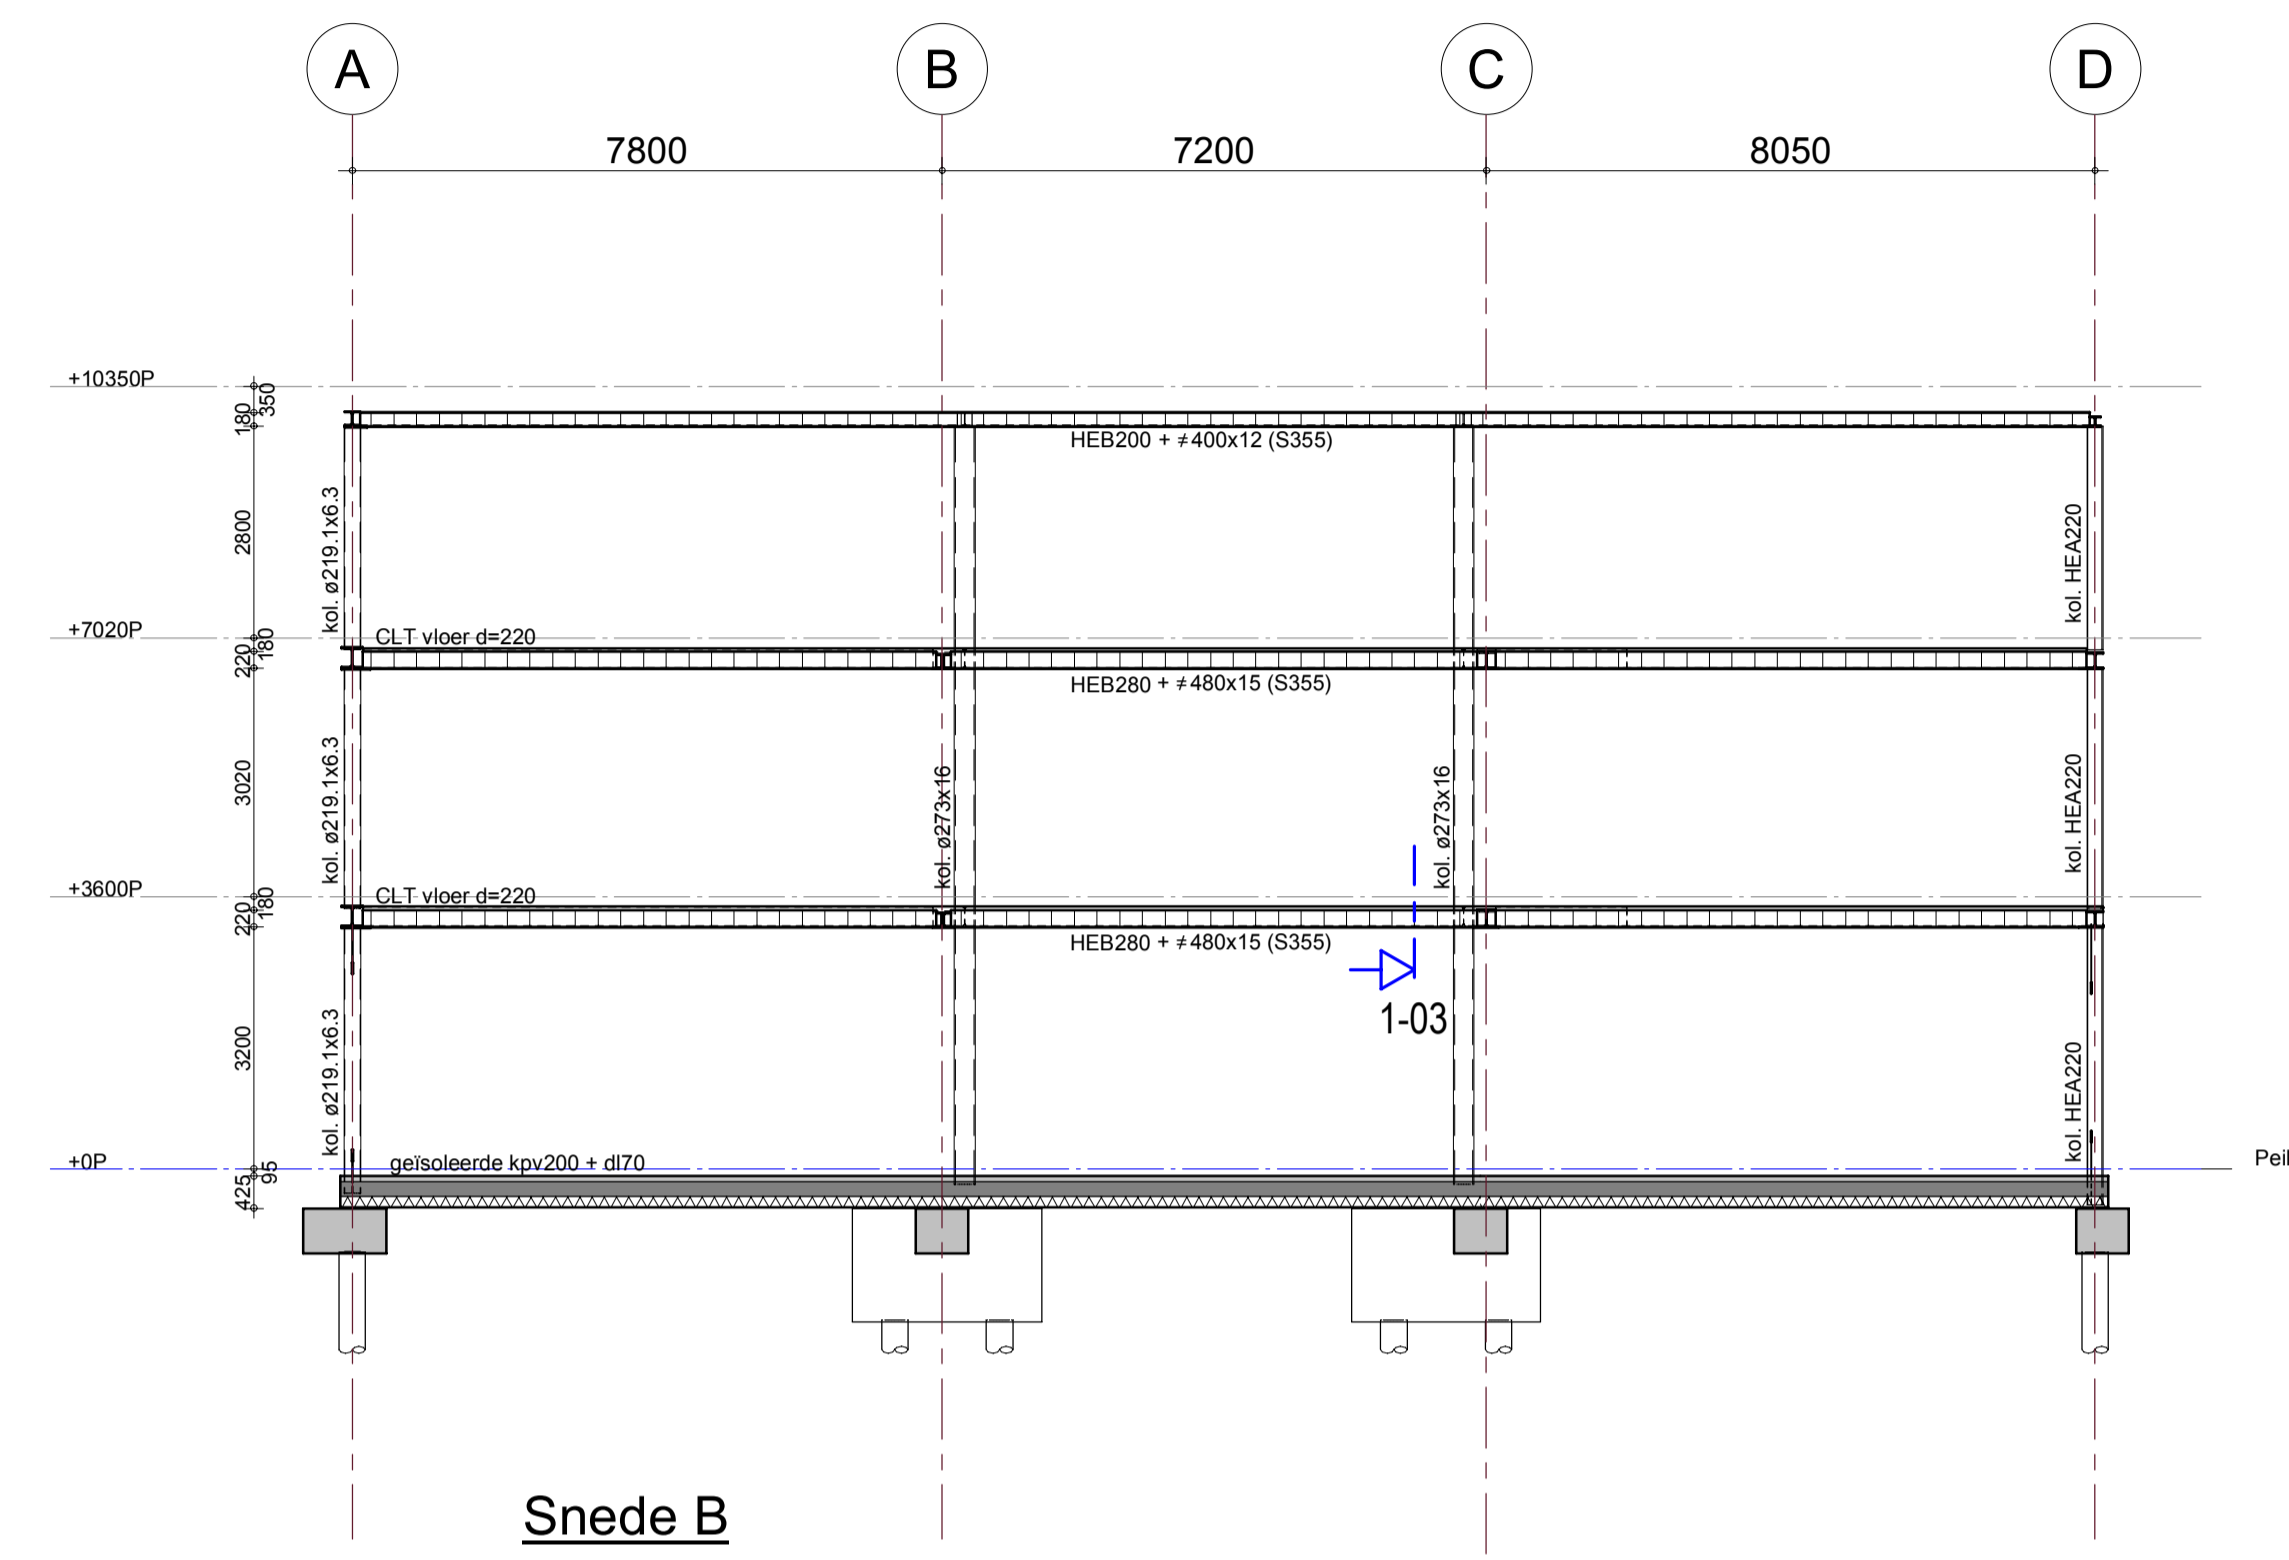 A
B
C
D
7800
7200
8050
+10350P
350
180
HEB200 + ≠400x12 (S355)
kol. ø219.1x6.3
2800
kol. HEA220
+7020P
CLT vloer d=220
180
220
HEB280 + ≠480x15 (S355)
kol. ø219.1x6.3
3020
kol. ø273x16
kol. ø273x16
kol. HEA220
+3600P
CLT vloer d=220
180
220
HEB280 + ≠480x15 (S355)
1-03
kol. ø219.1x6.3
3200
kol. HEA220
+0P
geïsoleerde kpv200 + dl70
Peil
95
425
Snede B